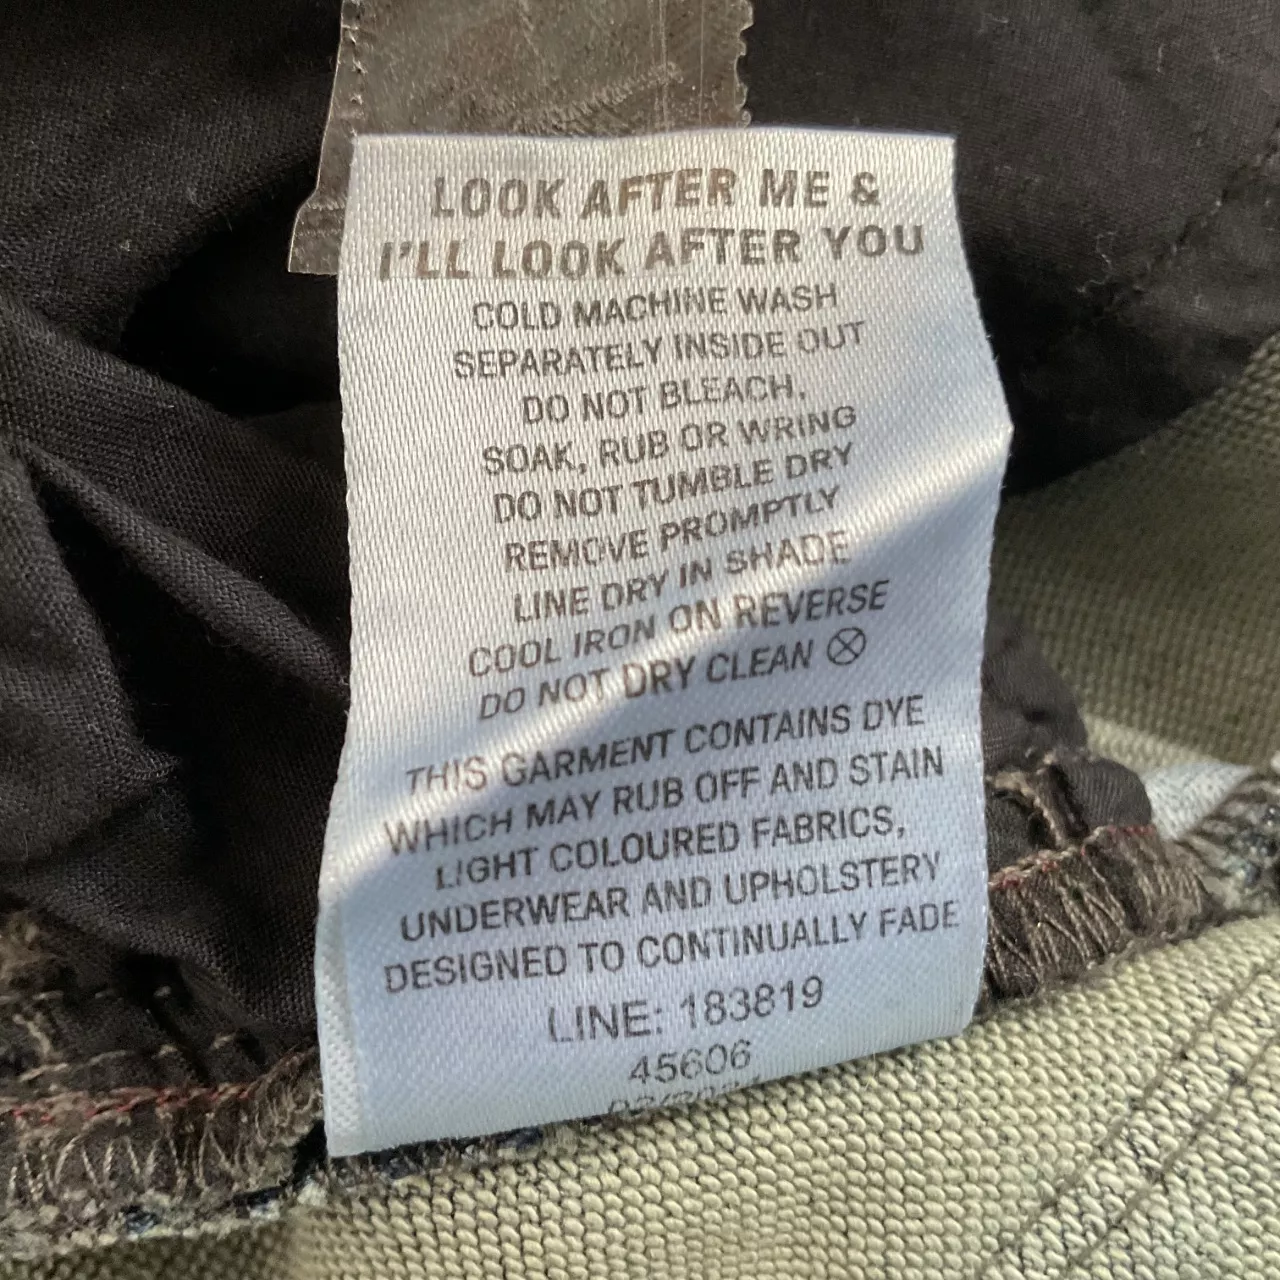 LOOK AFTER ME &
I'LL LOOK AFTER YOU
COLD MACHINE WASH
SEPARATELY INSIDE OUT
DO NOT BLEACH,
SOAK, RUB OR WRING
DO NOT TUMBLE DRY
REMOVE PROMPTLY
LINE DRY IN SHADE
COOL IRON ON REVERSE
DO NOT DRY CLEAN
THIS GARMENT CONTAINS DYE
WHICH MAY RUB OFF AND STAIN
LIGHT COLOURED FABRICS,
UNDERWEAR AND UPHOLSTERY
DESIGNED TO CONTINUALLY FADE
LINE: 183819
45606